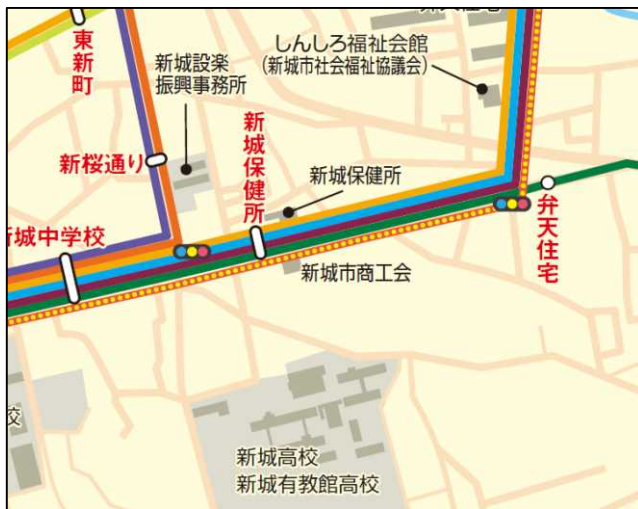 しんしろ福祉会館
(新城市社会福祉協議会)
東新町
新城設楽
振興事務所
新桜通り
新城保健所
新城保健所
弁天住宅
城中学校
新城市商工会
校
新城高校
新城有教館高校